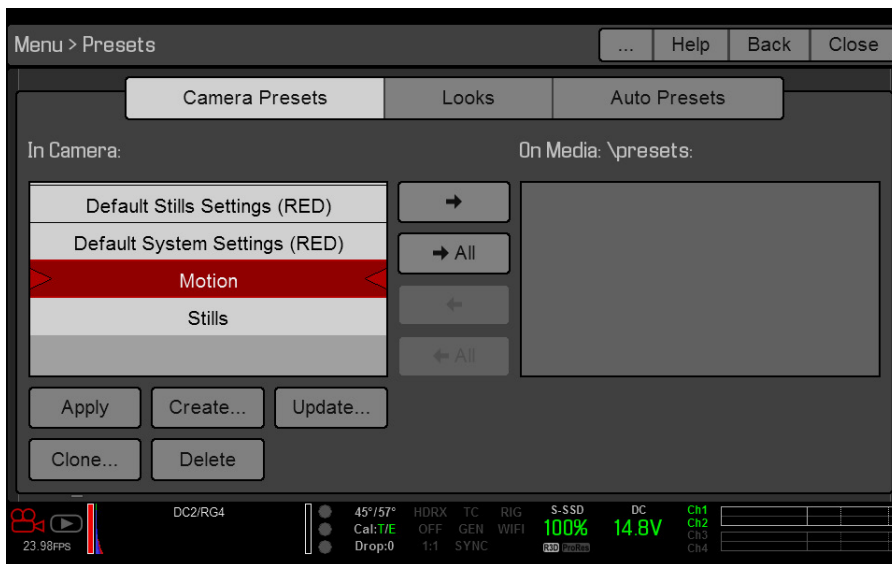 Menu > Presets
... Help Back Close
Camera Presets Looks Auto Presets
In Camera:
On Media: \presets:
Default Stills Settings (RED)
Default System Settings (RED)
Motion
Stills
→
→ All
←
← All
Apply Create... Update...
Clone... Delete
23.98FPS
DC2/RG4
45°/57°
Cal:T/E
Drop:0
HDRX TC RIG
OFF GEN WIFI
1:1 SYNC
S-SSD
100%
R3D ProRes
DC
14.8V
Ch1
Ch2
Ch3
Ch4